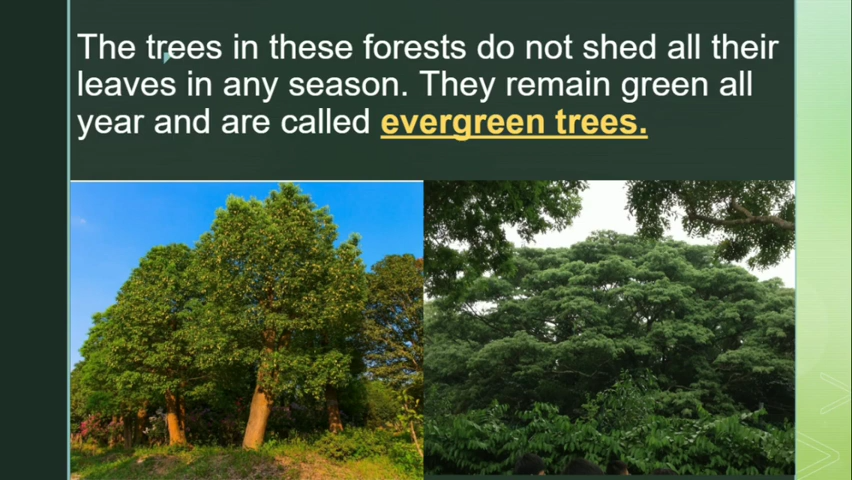 The trees in these forests do not shed all their
leaves in any season. They remain green all
year and are called evergreen trees.